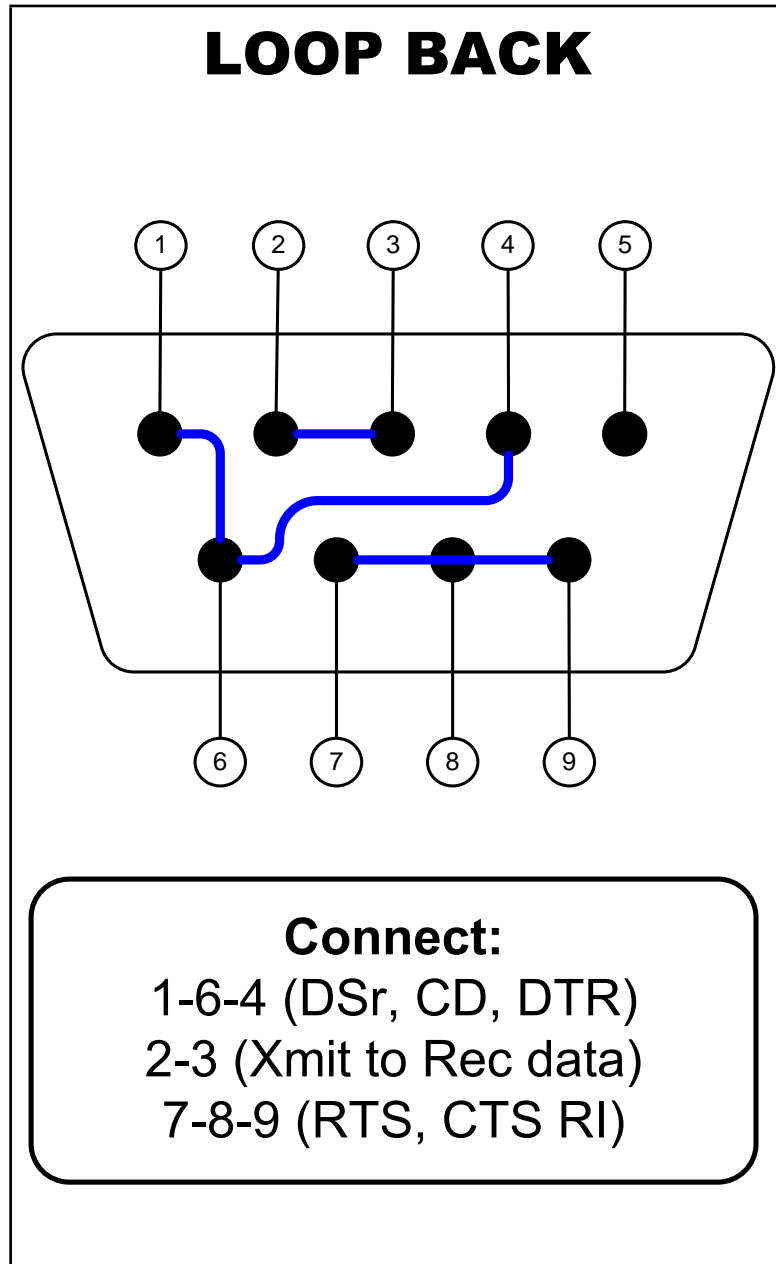 LOOP BACK
1 2 3 4 5
6 7 8 9
Connect:
1-6-4 (DSr, CD, DTR)
2-3 (Xmit to Rec data)
7-8-9 (RTS, CTS RI)